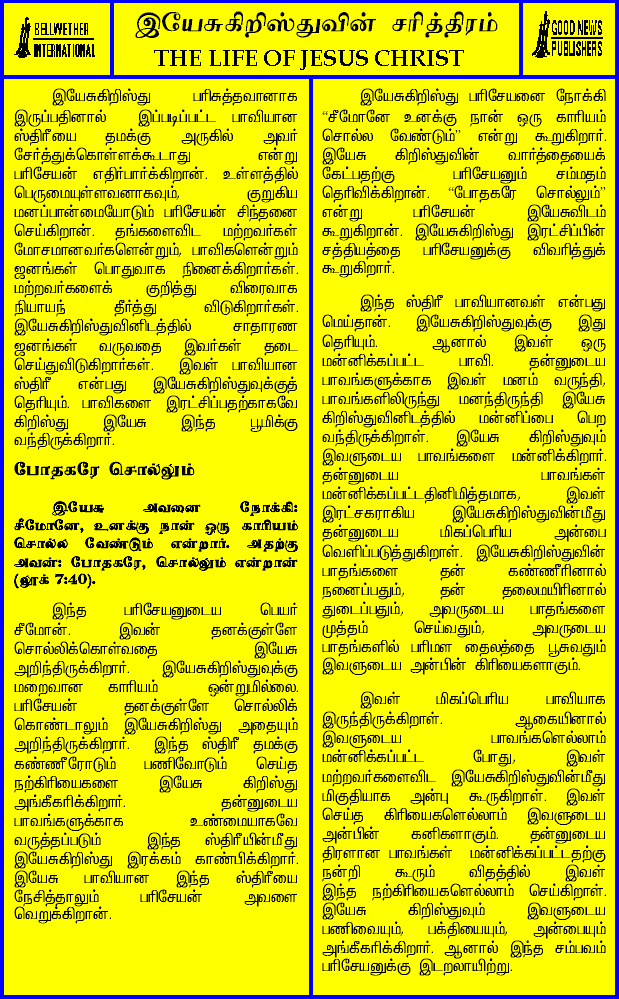 BELLWETHER
INTERNATIONAL
இயேசுகிறிஸ்துவின் சரித்திரம்
THE LIFE OF JESUS CHRIST
GOOD NEWS
PUBLISHERS
இயேசுகிறிஸ்து பரிசுத்தவானாக
இருப்பதினால் இப்படிப்பட்ட பாவியான
ஸ்திரீயை தமக்கு அருகில் அவர்
சேர்த்துக்கொள்ளக்கூடாது என்று
பரிசேயன் எதிர்பார்க்கிறான். உள்ளத்தில்
பெருமையுள்ளவனாகவும், குறுகிய
மனப்பான்மையோடும் பரிசேயன் சிந்தனை
செய்கிறான். தங்களைவிட மற்றவர்கள்
மோசமானவர்களென்றும், பாவிகளென்றும்
ஜனங்கள் பொதுவாக நினைக்கிறார்கள்.
மற்றவர்களைக் குறித்து விரைவாக
நியாயந் தீர்த்து விடுகிறார்கள்.
இயேசுகிறிஸ்துவினிடத்தில் சாதாரண
ஜனங்கள் வருவதை இவர்கள் தடை
செய்துவிடுகிறார்கள். இவள் பாவியான
ஸ்திரீ என்பது இயேசுகிறிஸ்துவுக்குத்
தெரியும். பாவிகளை இரட்சிப்பதற்காகவே
கிறிஸ்து இயேசு இந்த பூமிக்கு
வந்திருக்கிறார்.
போதகரே சொல்லும்
இயேசு அவனை நோக்கி:
சீமோனே, உனக்கு நான் ஒரு காரியம்
சொல்ல வேண்டும் என்றார். அதற்கு
அவன்: போதகரே, சொல்லும் என்றான்
(லூக் 7:40).
இந்த பரிசேயனுடைய பெயர்
சீமோன். இவன் தனக்குள்ளே
சொல்லிக்கொள்வதை இயேசு
அறிந்திருக்கிறார். இயேசுகிறிஸ்துவுக்கு
மறைவான காரியம் ஒன்றுமில்லை.
பரிசேயன் தனக்குள்ளே சொல்லிக்
கொண்டாலும் இயேசுகிறிஸ்து அதையும்
அறிந்திருக்கிறார். இந்த ஸ்திரீ தமக்கு
கண்ணீரோடும் பணிவோடும் செய்த
நற்கிரியைகளை இயேசு கிறிஸ்து
அங்கீகரிக்கிறார். தன்னுடைய
பாவங்களுக்காக உண்மையாகவே
வருத்தப்படும் இந்த ஸ்திரீயின்மீது
இயேசுகிறிஸ்து இரக்கம் காண்பிக்கிறார்.
இயேசு பாவியான இந்த ஸ்திரீயை
நேசித்தாலும் பரிசேயன் அவளை
வெறுக்கிறான்.
இயேசுகிறிஸ்து பரிசேயனை நோக்கி
“சீமோனே உனக்கு நான் ஒரு காரியம்
சொல்ல வேண்டும்” என்று கூறுகிறார்.
இயேசு கிறிஸ்துவின் வார்த்தையைக்
கேட்பதற்கு பரிசேயனும் சம்மதம்
தெரிவிக்கிறான். “போதகரே சொல்லும்”
என்று பரிசேயன் இயேசுவிடம்
கூறுகிறான். இயேசுகிறிஸ்து இரட்சிப்பின்
சத்தியத்தை பரிசேயனுக்கு விவரித்துக்
கூறுகிறார்.
இந்த ஸ்திரீ பாவியானவள் என்பது
மெய்தான். இயேசுகிறிஸ்துவுக்கு இது
தெரியும். ஆனால் இவள் ஒரு
மன்னிக்கப்பட்ட பாவி. தன்னுடைய
பாவங்களுக்காக இவள் மனம் வருந்தி,
பாவங்களிலிருந்து மனந்திருந்தி இயேசு
கிறிஸ்துவினிடத்தில் மன்னிப்பை பெற
வந்திருக்கிறாள். இயேசு கிறிஸ்துவும்
இவளுடைய பாவங்களை மன்னிக்கிறார்.
தன்னுடைய பாவங்கள்
மன்னிக்கப்பட்டதினிமித்தமாக, இவள்
இரட்சகராகிய இயேசுகிறிஸ்துவின்மீது
தன்னுடைய மிகப்பெரிய அன்பை
வெளிப்படுத்துகிறாள். இயேசுகிறிஸ்துவின்
பாதங்களை தன் கண்ணீரினால்
நனைப்பதும், தன் தலைமயிரினால்
துடைப்பதும், அவருடைய பாதங்களை
முத்தம் செய்வதும், அவருடைய
பாதங்களில் பரிமள தைலத்தை பூசுவதும்
இவளுடைய அன்பின் கிரியைகளாகும்.
இவள் மிகப்பெரிய பாவியாக
இருந்திருக்கிறாள். ஆகையினால்
இவளுடைய பாவங்களெல்லாம்
மன்னிக்கப்பட்ட போது, இவள்
மற்றவர்களைவிட இயேசுகிறிஸ்துவின்மீது
மிகுதியாக அன்பு கூருகிறாள். இவள்
செய்த கிரியைகளெல்லாம் இவளுடைய
அன்பின் கனிகளாகும். தன்னுடைய
திரளான பாவங்கள் மன்னிக்கப்பட்டதற்கு
நன்றி கூரும் விதத்தில் இவள்
இந்த நற்கிரியைகளெல்லாம் செய்கிறாள்.
இயேசு கிறிஸ்துவும் இவளுடைய
பணிவையும், பக்தியையும், அன்பையும்
அங்கீகரிக்கிறார். ஆனால் இந்த சம்பவம்
பரிசேயனுக்கு இடறலாயிற்று.